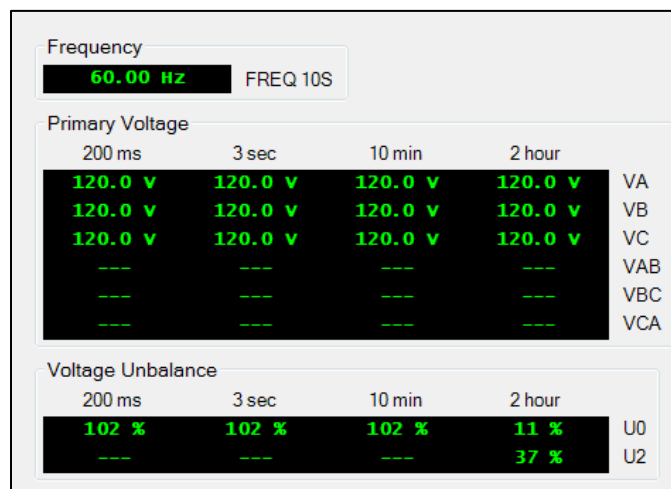 Frequency
60.00 Hz FREQ 10S
Primary Voltage
200 ms 3 sec 10 min 2 hour
120.0 V 120.0 V 120.0 V 120.0 V VA
120.0 V 120.0 V 120.0 V 120.0 V VB
120.0 V 120.0 V 120.0 V 120.0 V VC
--- --- --- --- VAB
--- --- --- --- VBC
--- --- --- --- VCA
Voltage Unbalance
200 ms 3 sec 10 min 2 hour
102 % 102 % 102 % 11 % U0
--- --- --- 37 % U2